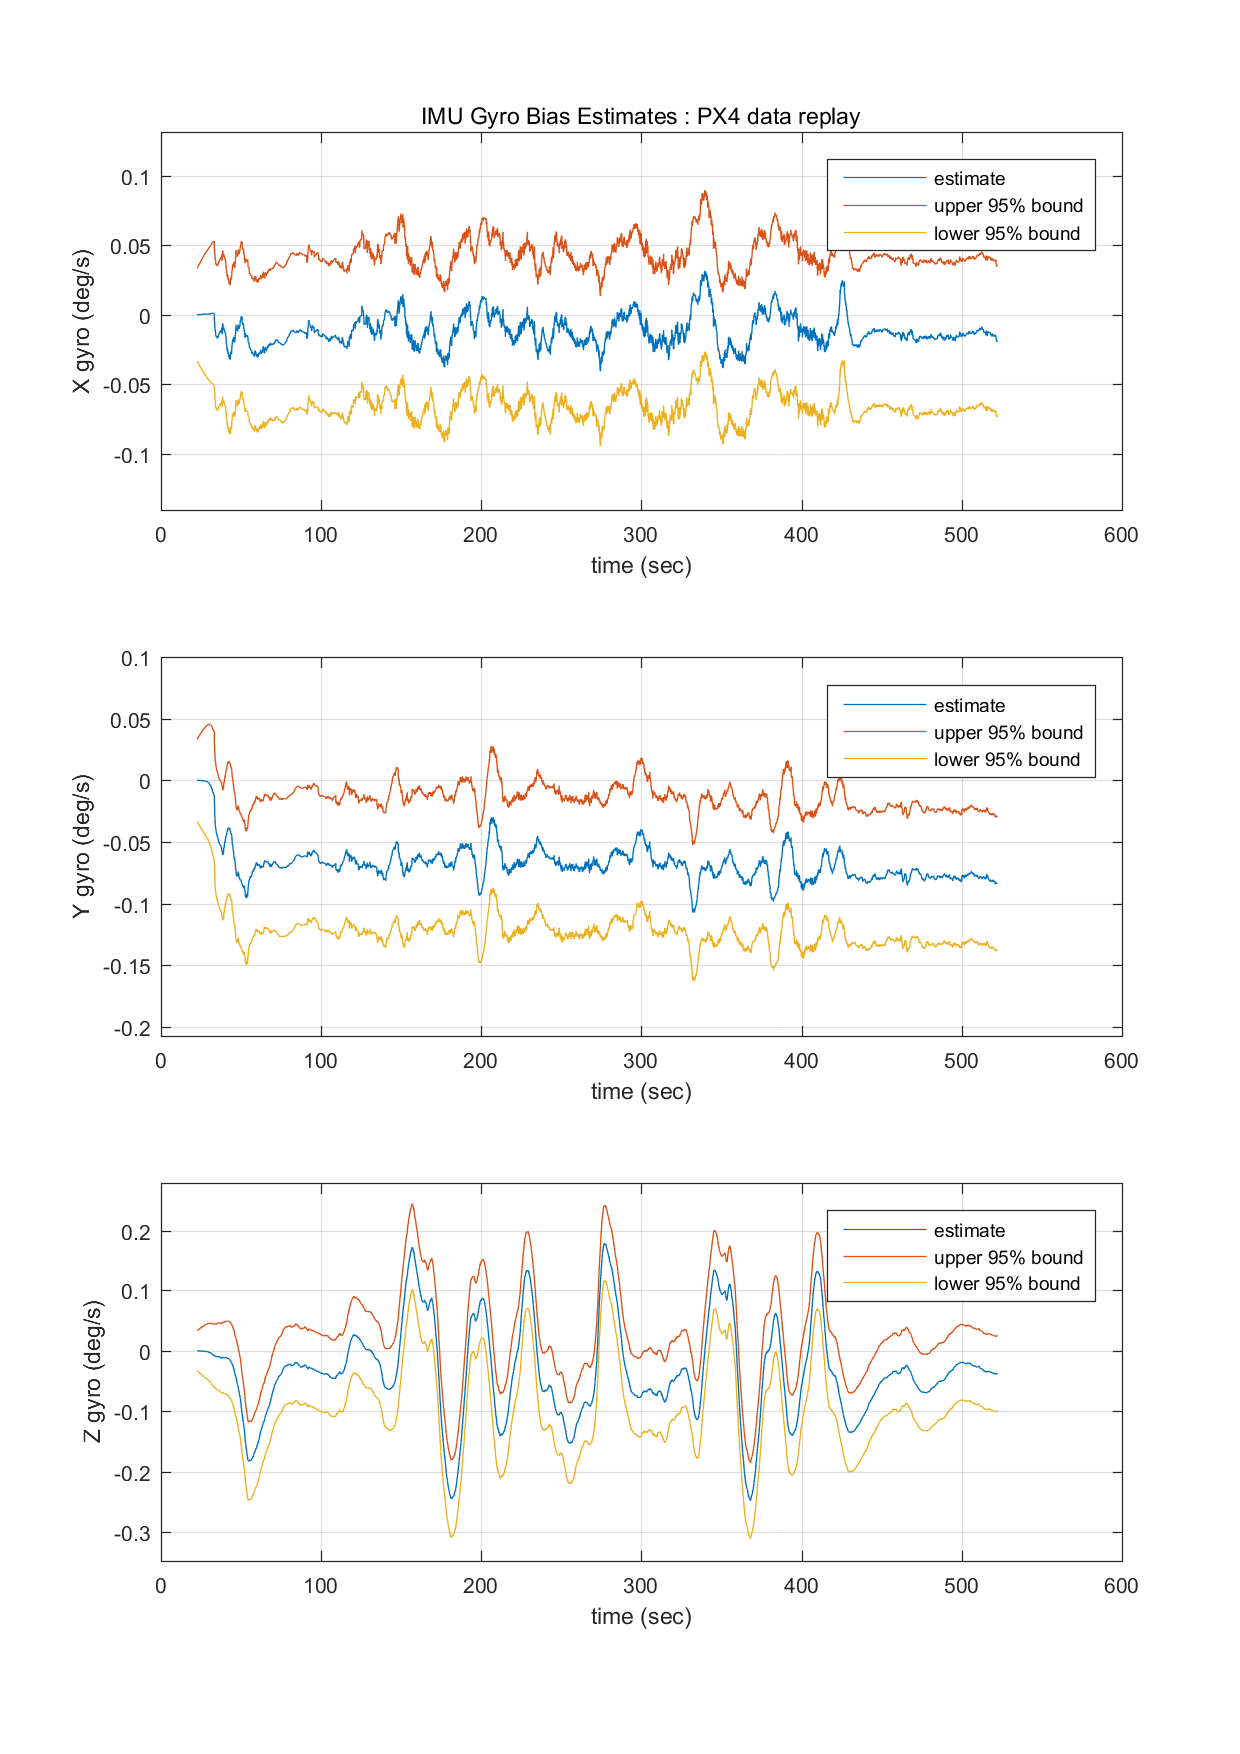 IMU Gyro Bias Estimates : PX4 data replay
0.1
0.05
0
-0.05
-0.1
X gyro (deg/s)
estimate
upper 95% bound
lower 95% bound
0 100 200 300 400 500 600
time (sec)
0.1
0.05
0
-0.05
-0.1
-0.15
-0.2
Y gyro (deg/s)
estimate
upper 95% bound
lower 95% bound
0 100 200 300 400 500 600
time (sec)
0.2
0.1
0
-0.1
-0.2
-0.3
Z gyro (deg/s)
estimate
upper 95% bound
lower 95% bound
0 100 200 300 400 500 600
time (sec)